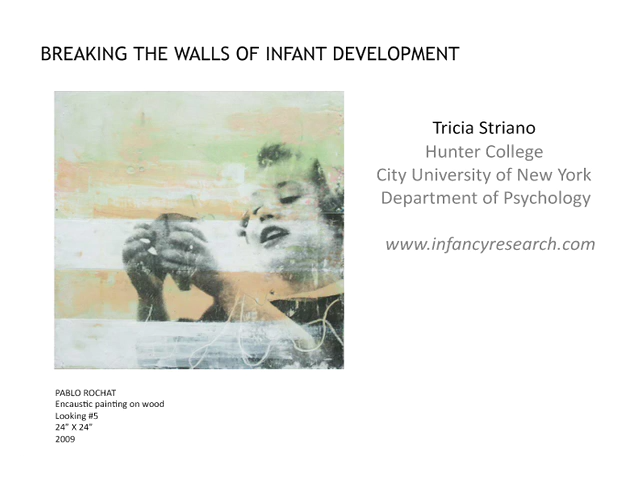 BREAKING THE WALLS OF INFANT DEVELOPMENT
Tricia Striano
Hunter College
City University of New York
Department of Psychology
www.infancyresearch.com
PABLO ROCHAT
Encaustic painting on wood
Looking #5
24" X 24"
2009